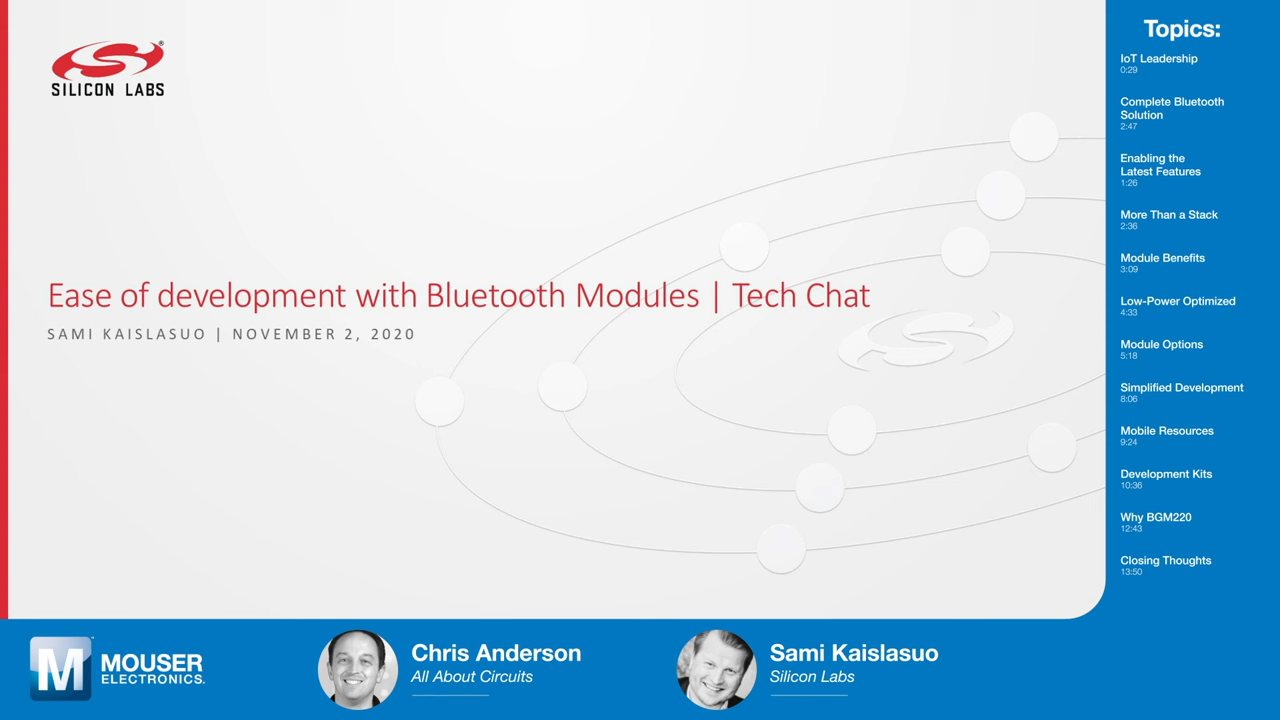 SILICON LABS
Ease of development with Bluetooth Modules | Tech Chat
SAMI KAISLASUO | NOVEMBER 2, 2020
Topics:
IoT Leadership
0:29
Complete Bluetooth
Solution
2:47
Enabling the
Latest Features
1:26
More Than a Stack
2:36
Module Benefits
3:09
Low-Power Optimized
4:33
Module Options
5:18
Simplified Development
8:06
Mobile Resources
9:24
Development Kits
10:36
Why BGM220
12:43
Closing Thoughts
13:50
M
MOUSER
ELECTRONICS.
Chris Anderson
All About Circuits
Sami Kaislasuo
Silicon Labs